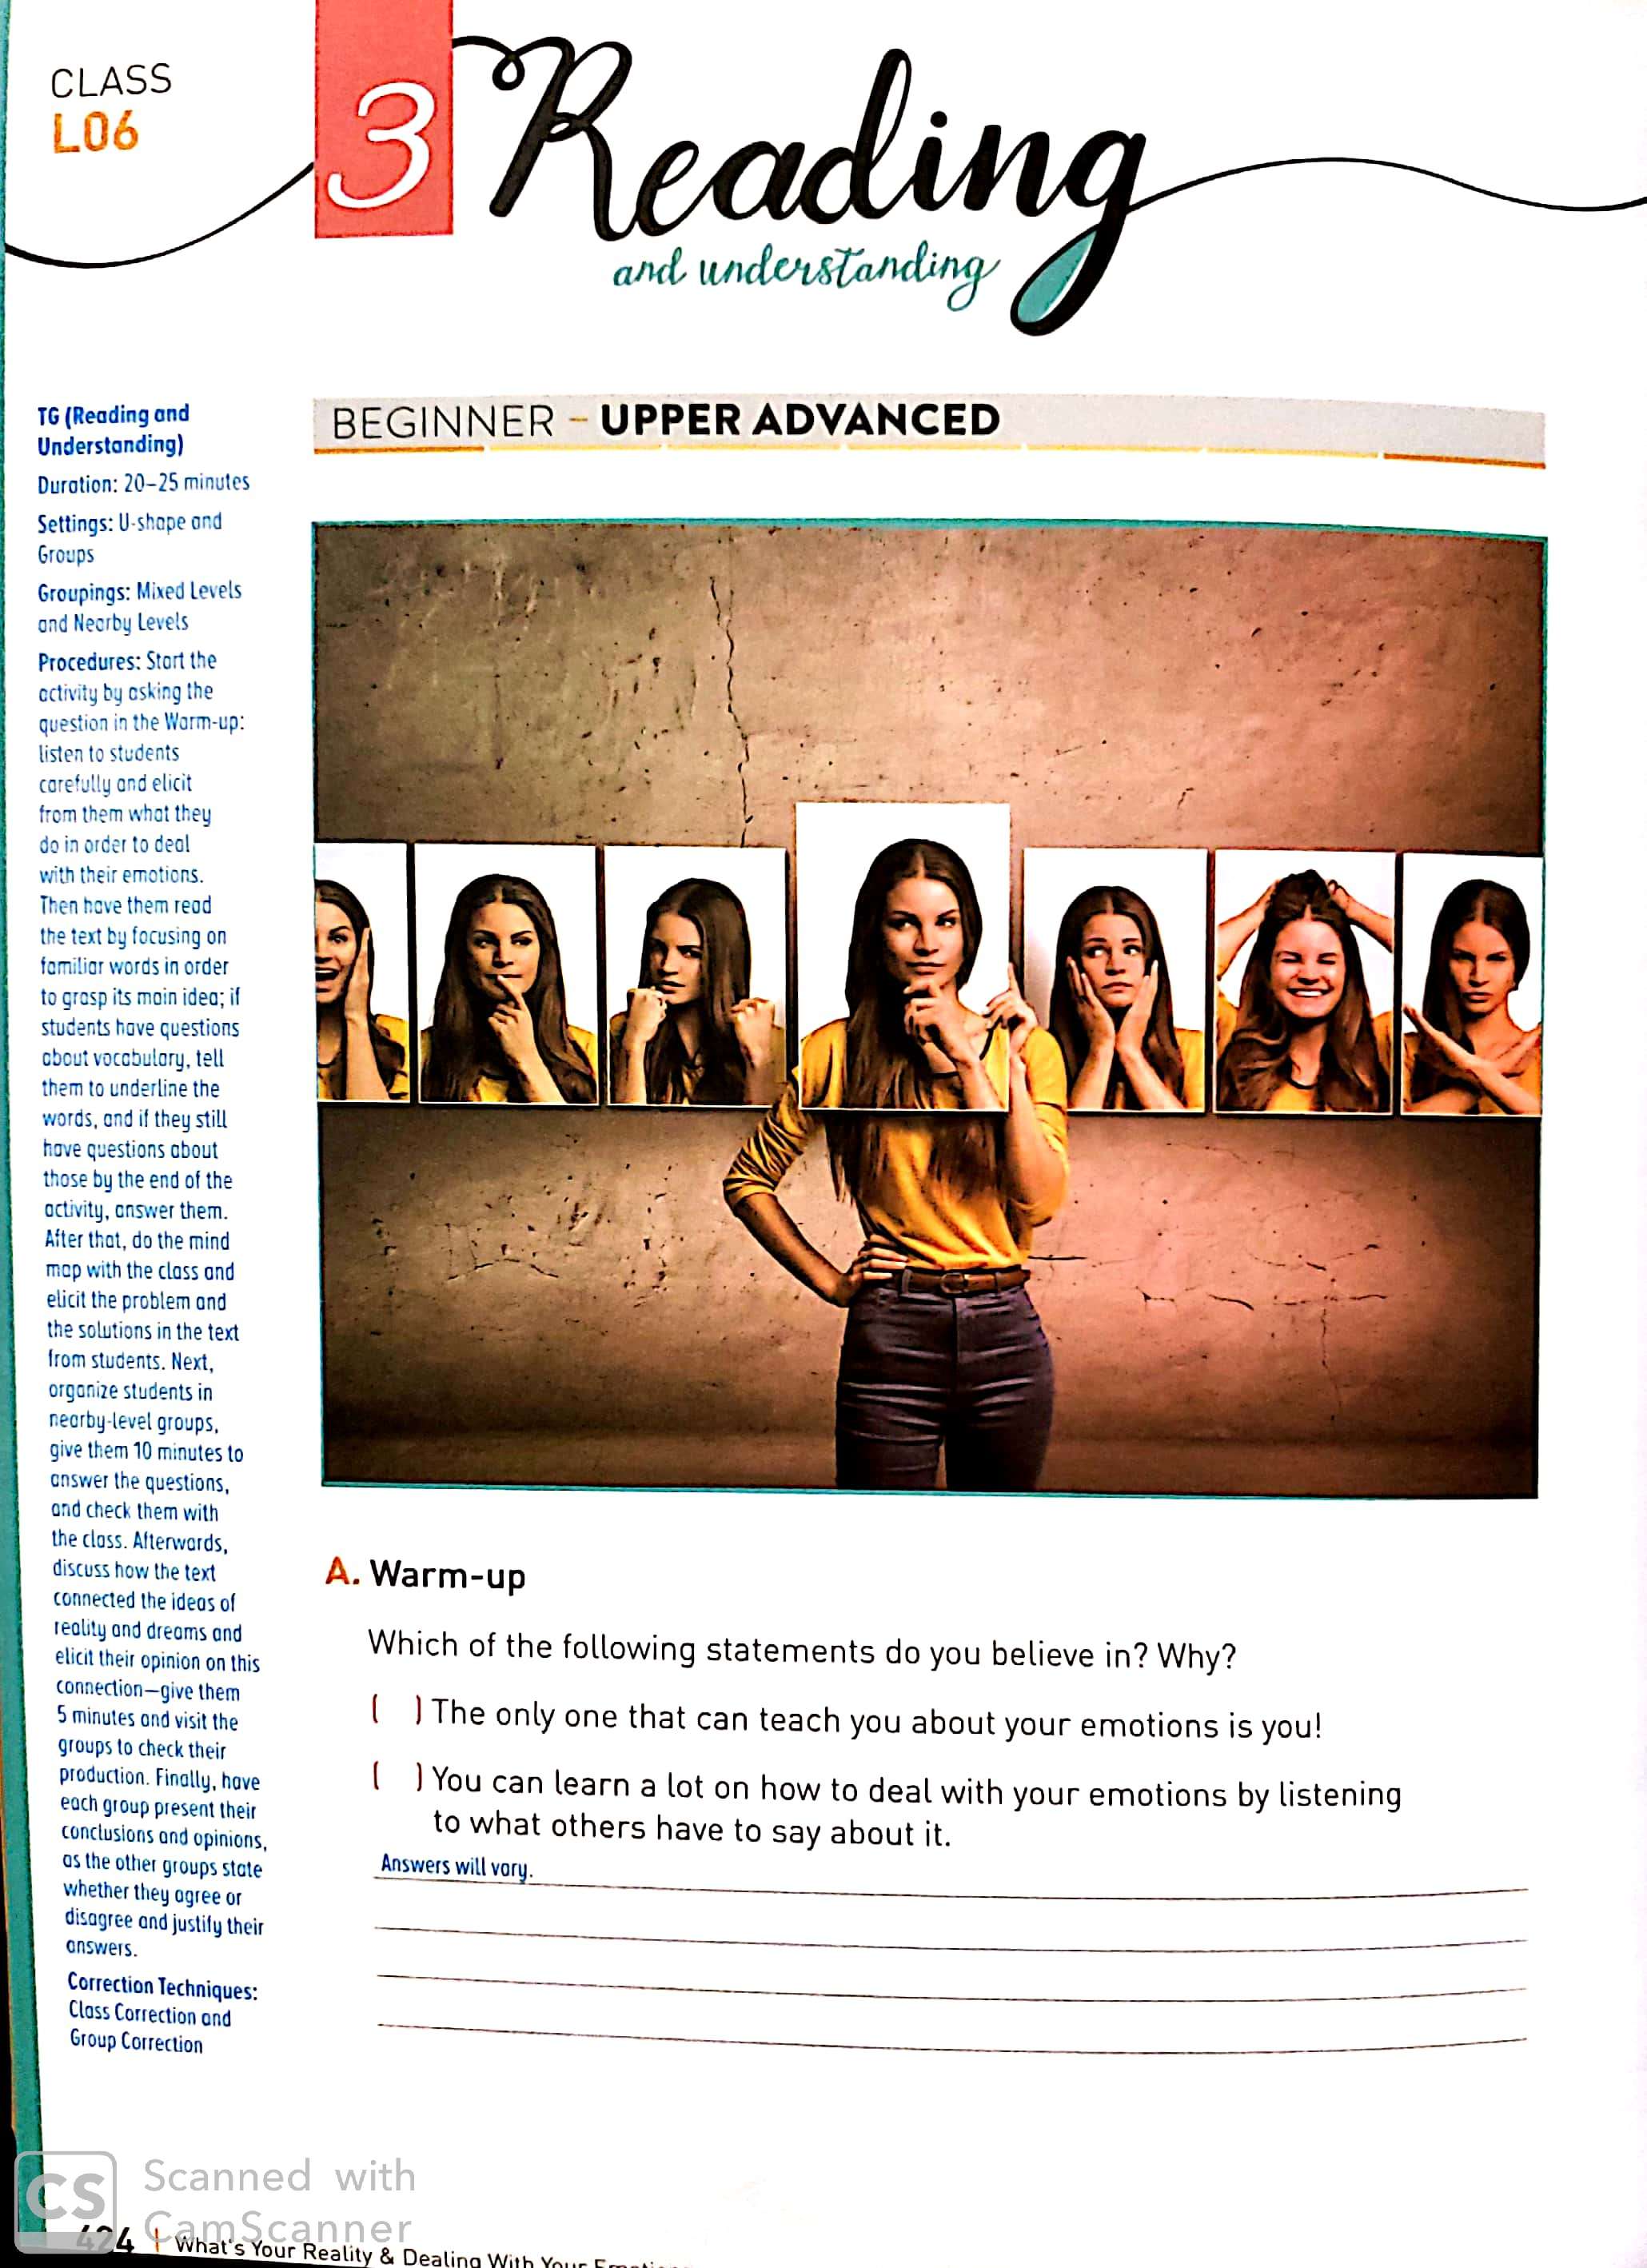 CLASS
L06
3 Reading
and understanding
TG (Reading and
Understanding)
Duration: 20–25 minutes
Settings: U-shape and
Groups
Groupings: Mixed Levels
and Nearby Levels
Procedures: Start the
activity by asking the
question in the Warm-up:
listen to students
carefully and elicit
from them what they
do in order to deal
with their emotions.
Then have them read
the text by focusing on
familiar words in order
to grasp its main idea; if
students have questions
about vocabulary, tell
them to underline the
words, and if they still
have questions about
those by the end of the
activity, answer them.
After that, do the mind
map with the class and
elicit the problem and
the solutions in the text
from students. Next,
organize students in
nearby-level groups,
give them 10 minutes to
answer the questions,
and check them with
the class. Afterwards,
discuss how the text
connected the ideas of
reality and dreams and
elicit their opinion on this
connection—give them
5 minutes and visit the
groups to check their
production. Finally, have
each group present their
conclusions and opinions,
as the other groups state
whether they agree or
disagree and justify their
answers.
Correction Techniques:
Class Correction and
Group Correction
BEGINNER – UPPER ADVANCED
A. Warm-up
Which of the following statements do you believe in? Why?
( ) The only one that can teach you about your emotions is you!
( ) You can learn a lot on how to deal with your emotions by listening
to what others have to say about it.
Answers will vary.
CS Scanned with
CamScanner
424 | What's Your Reality & Dealing With Your